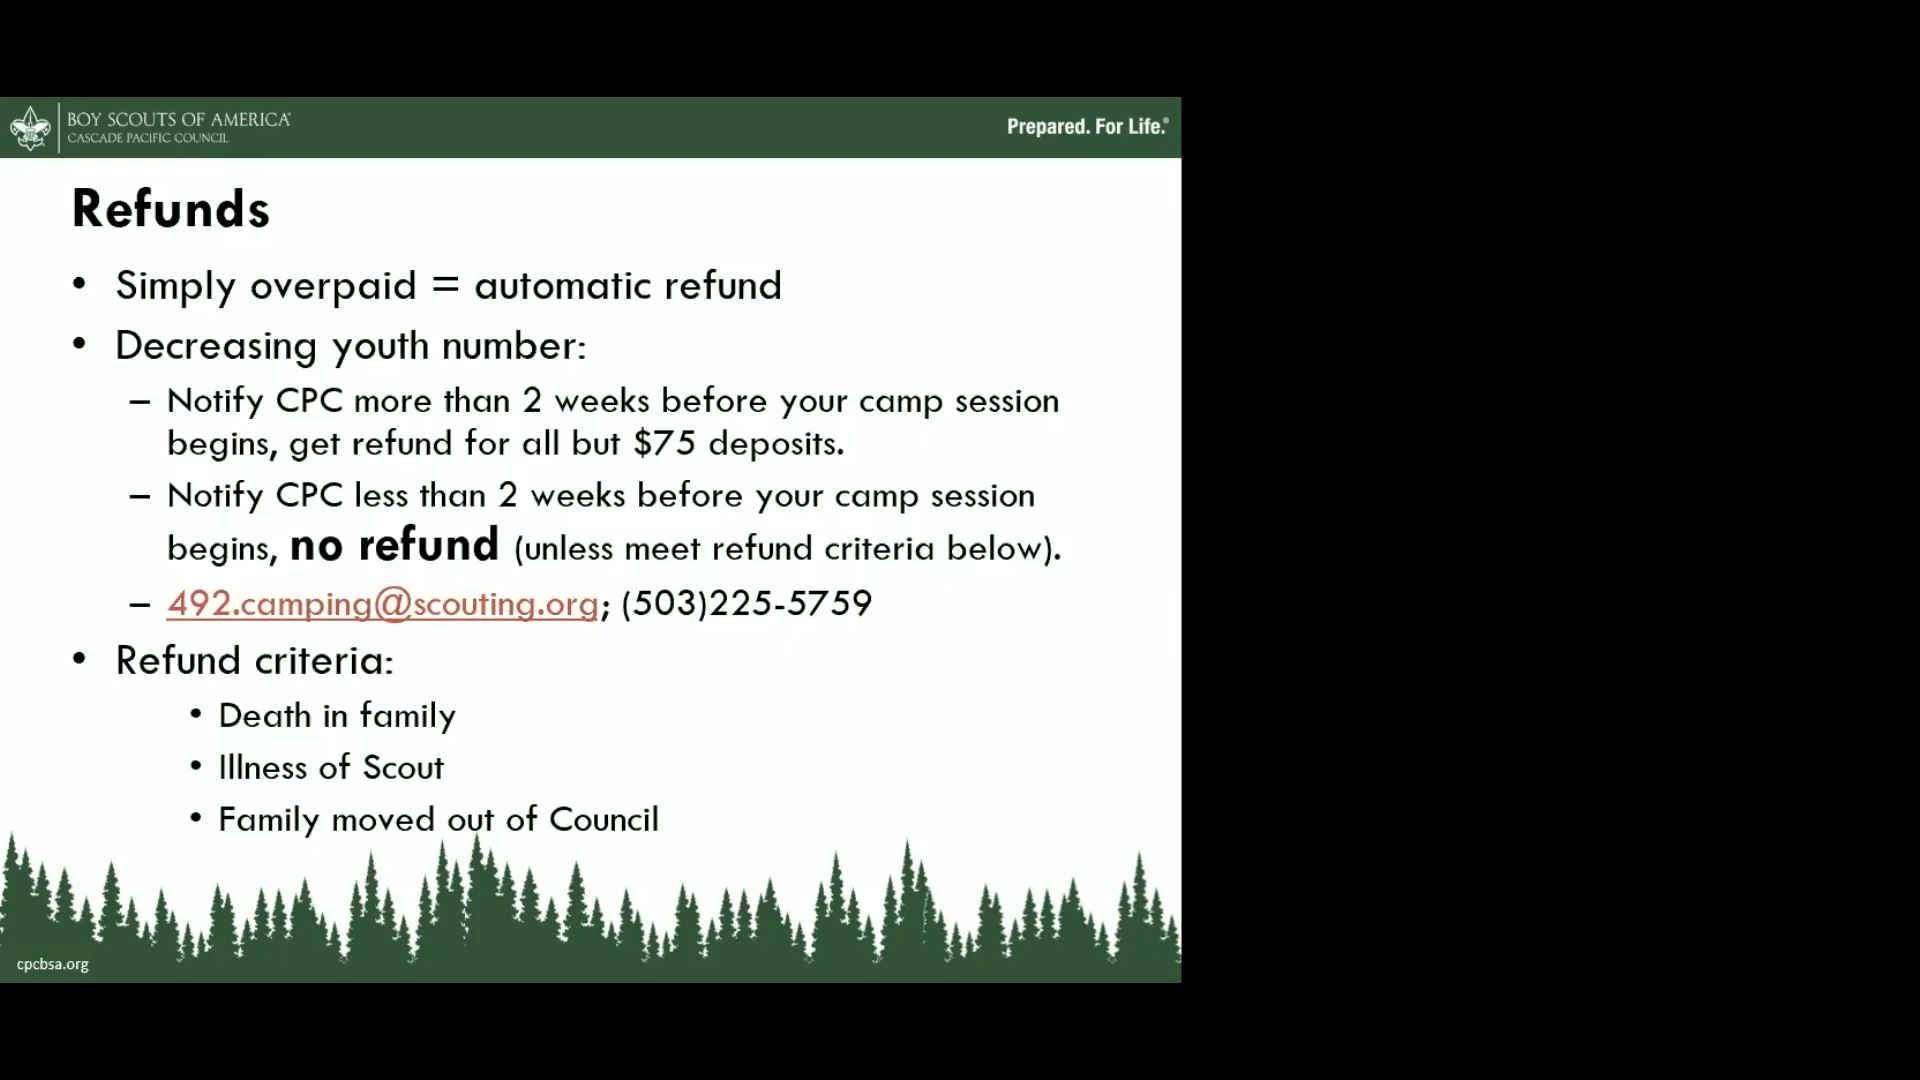 BOY SCOUTS OF AMERICA®
CASCADE PACIFIC COUNCIL
Prepared. For Life.®
Refunds
• Simply overpaid = automatic refund
• Decreasing youth number:
– Notify CPC more than 2 weeks before your camp session
begins, get refund for all but $75 deposits.
– Notify CPC less than 2 weeks before your camp session
begins, no refund (unless meet refund criteria below).
– 492.camping@scouting.org; (503)225-5759
• Refund criteria:
• Death in family
• Illness of Scout
• Family moved out of Council
cpcbsa.org